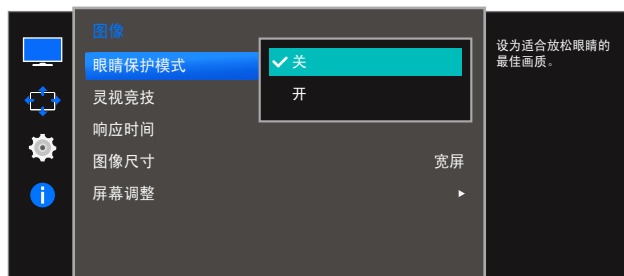 图像
眼睛保护模式
关
开
灵视竞技
响应时间
图像尺寸 宽屏
屏幕调整
设为适合放松眼睛的
最佳画质。